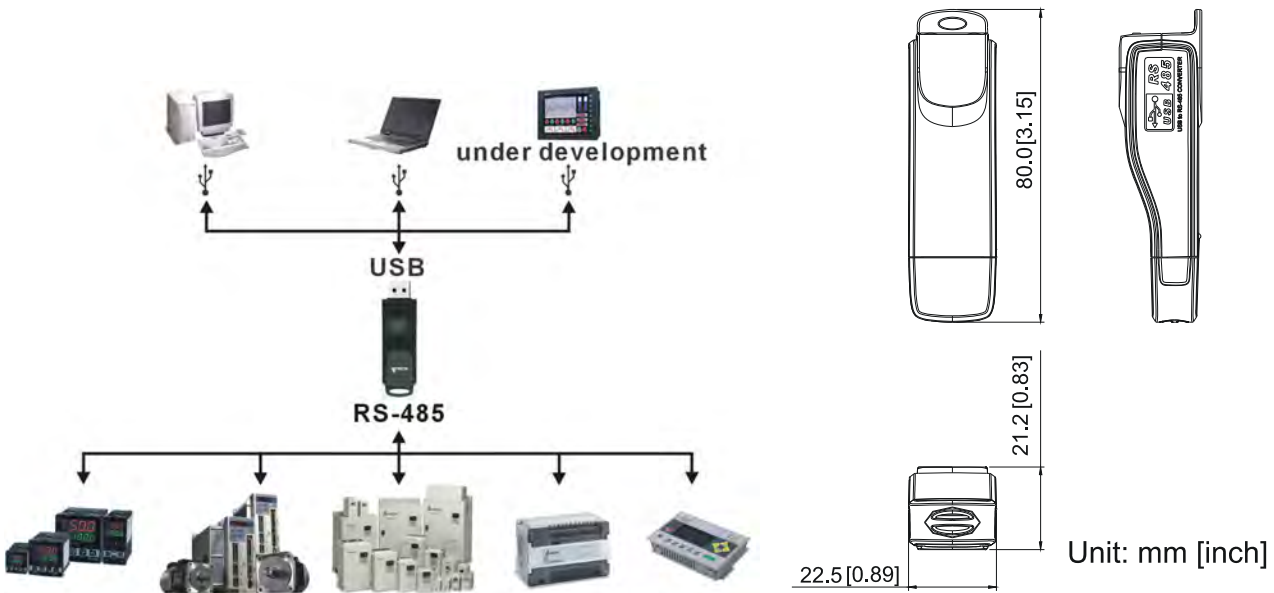 under development
USB
RS-485
80.0[3.15]
RS
USB 485
USB to RS-485 CONVERTER
21.2 [0.83]
22.5[0.89]
Unit: mm [inch]